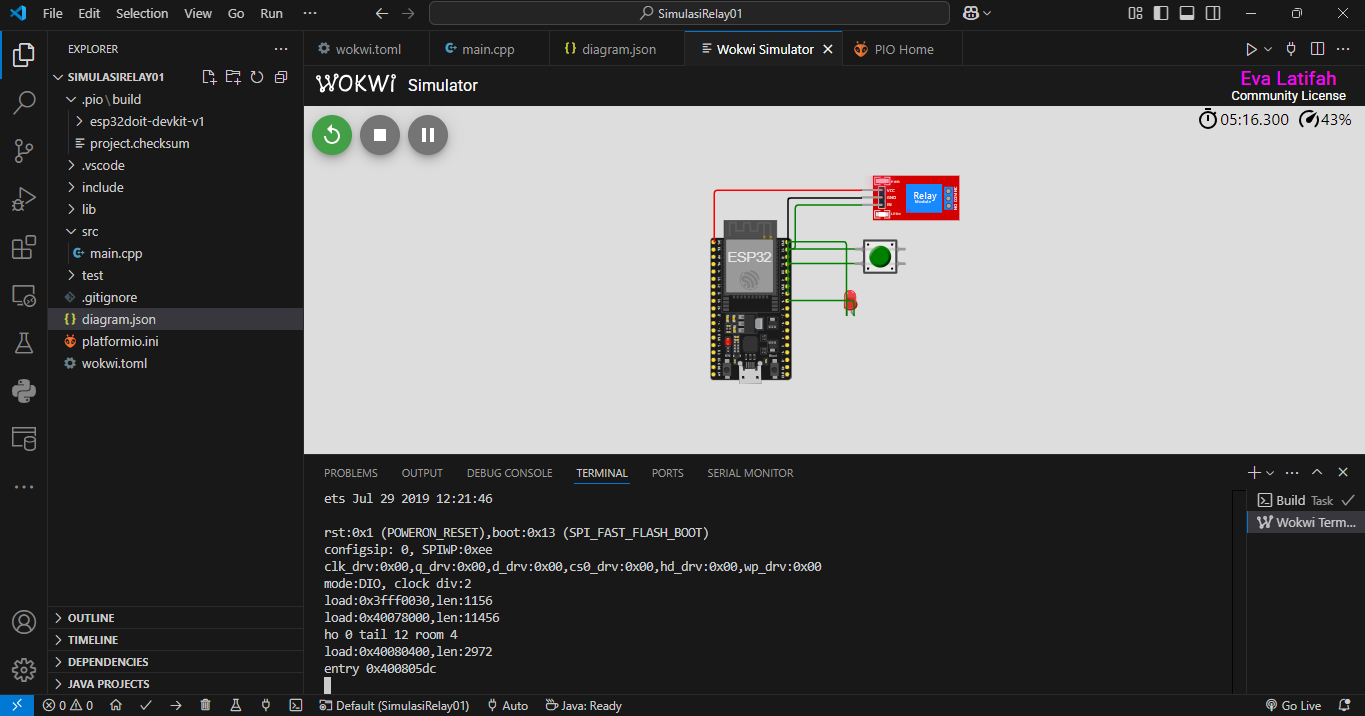 File Edit Selection View Go Run ··· SimulasiRelay01
EXPLORER ···
SIMULASIRELAY01
.pio\build
esp32doit-devkit-v1
project.checksum
.vscode
include
lib
src
main.cpp
test
.gitignore
diagram.json
platformio.ini
wokwi.toml
OUTLINE
TIMELINE
DEPENDENCIES
JAVA PROJECTS
wokwi.toml main.cpp diagram.json Wokwi Simulator PIO Home
WOKWi Simulator
Eva Latifah
Community License
05:16.300 43%
VCC
GND
IN
Relay
Module
ESP32
PROBLEMS OUTPUT DEBUG CONSOLE TERMINAL PORTS SERIAL MONITOR
ets Jul 29 2019 12:21:46
rst:0x1 (POWERON_RESET),boot:0x13 (SPI_FAST_FLASH_BOOT)
configsip: 0, SPIWP:0xee
clk_drv:0x00,q_drv:0x00,d_drv:0x00,cs0_drv:0x00,hd_drv:0x00,wp_drv:0x00
mode:DIO, clock div:2
load:0x3fff0030,len:1156
load:0x40078000,len:11456
ho 0 tail 12 room 4
load:0x40080400,len:2972
entry 0x400805dc
Build Task
Wokwi Term...
0 0 Default (SimulasiRelay01) Auto Java: Ready Go Live